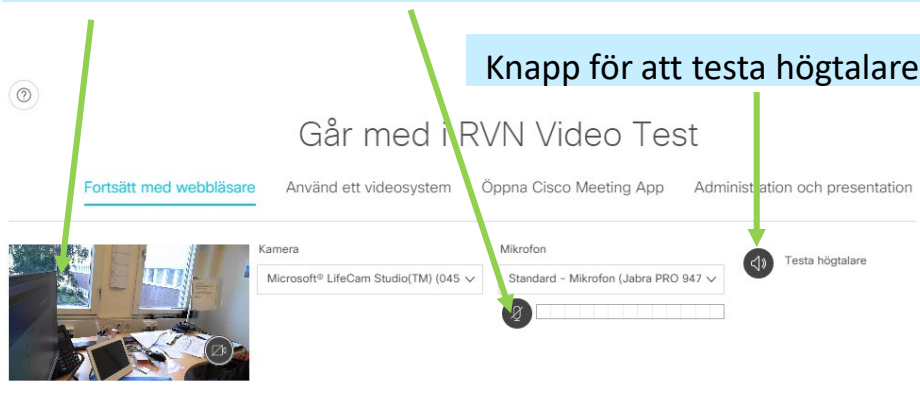 Knapp för att testa högtalare
Går med i RVN Video Test
Fortsätt med webbläsare Använd ett videosystem Öppna Cisco Meeting App Administration och presentation
Kamera Mikrofon
Microsoft® LifeCam Studio(TM) (045 Standard - Mikrofon (Jabra PRO 947 Testa högtalare